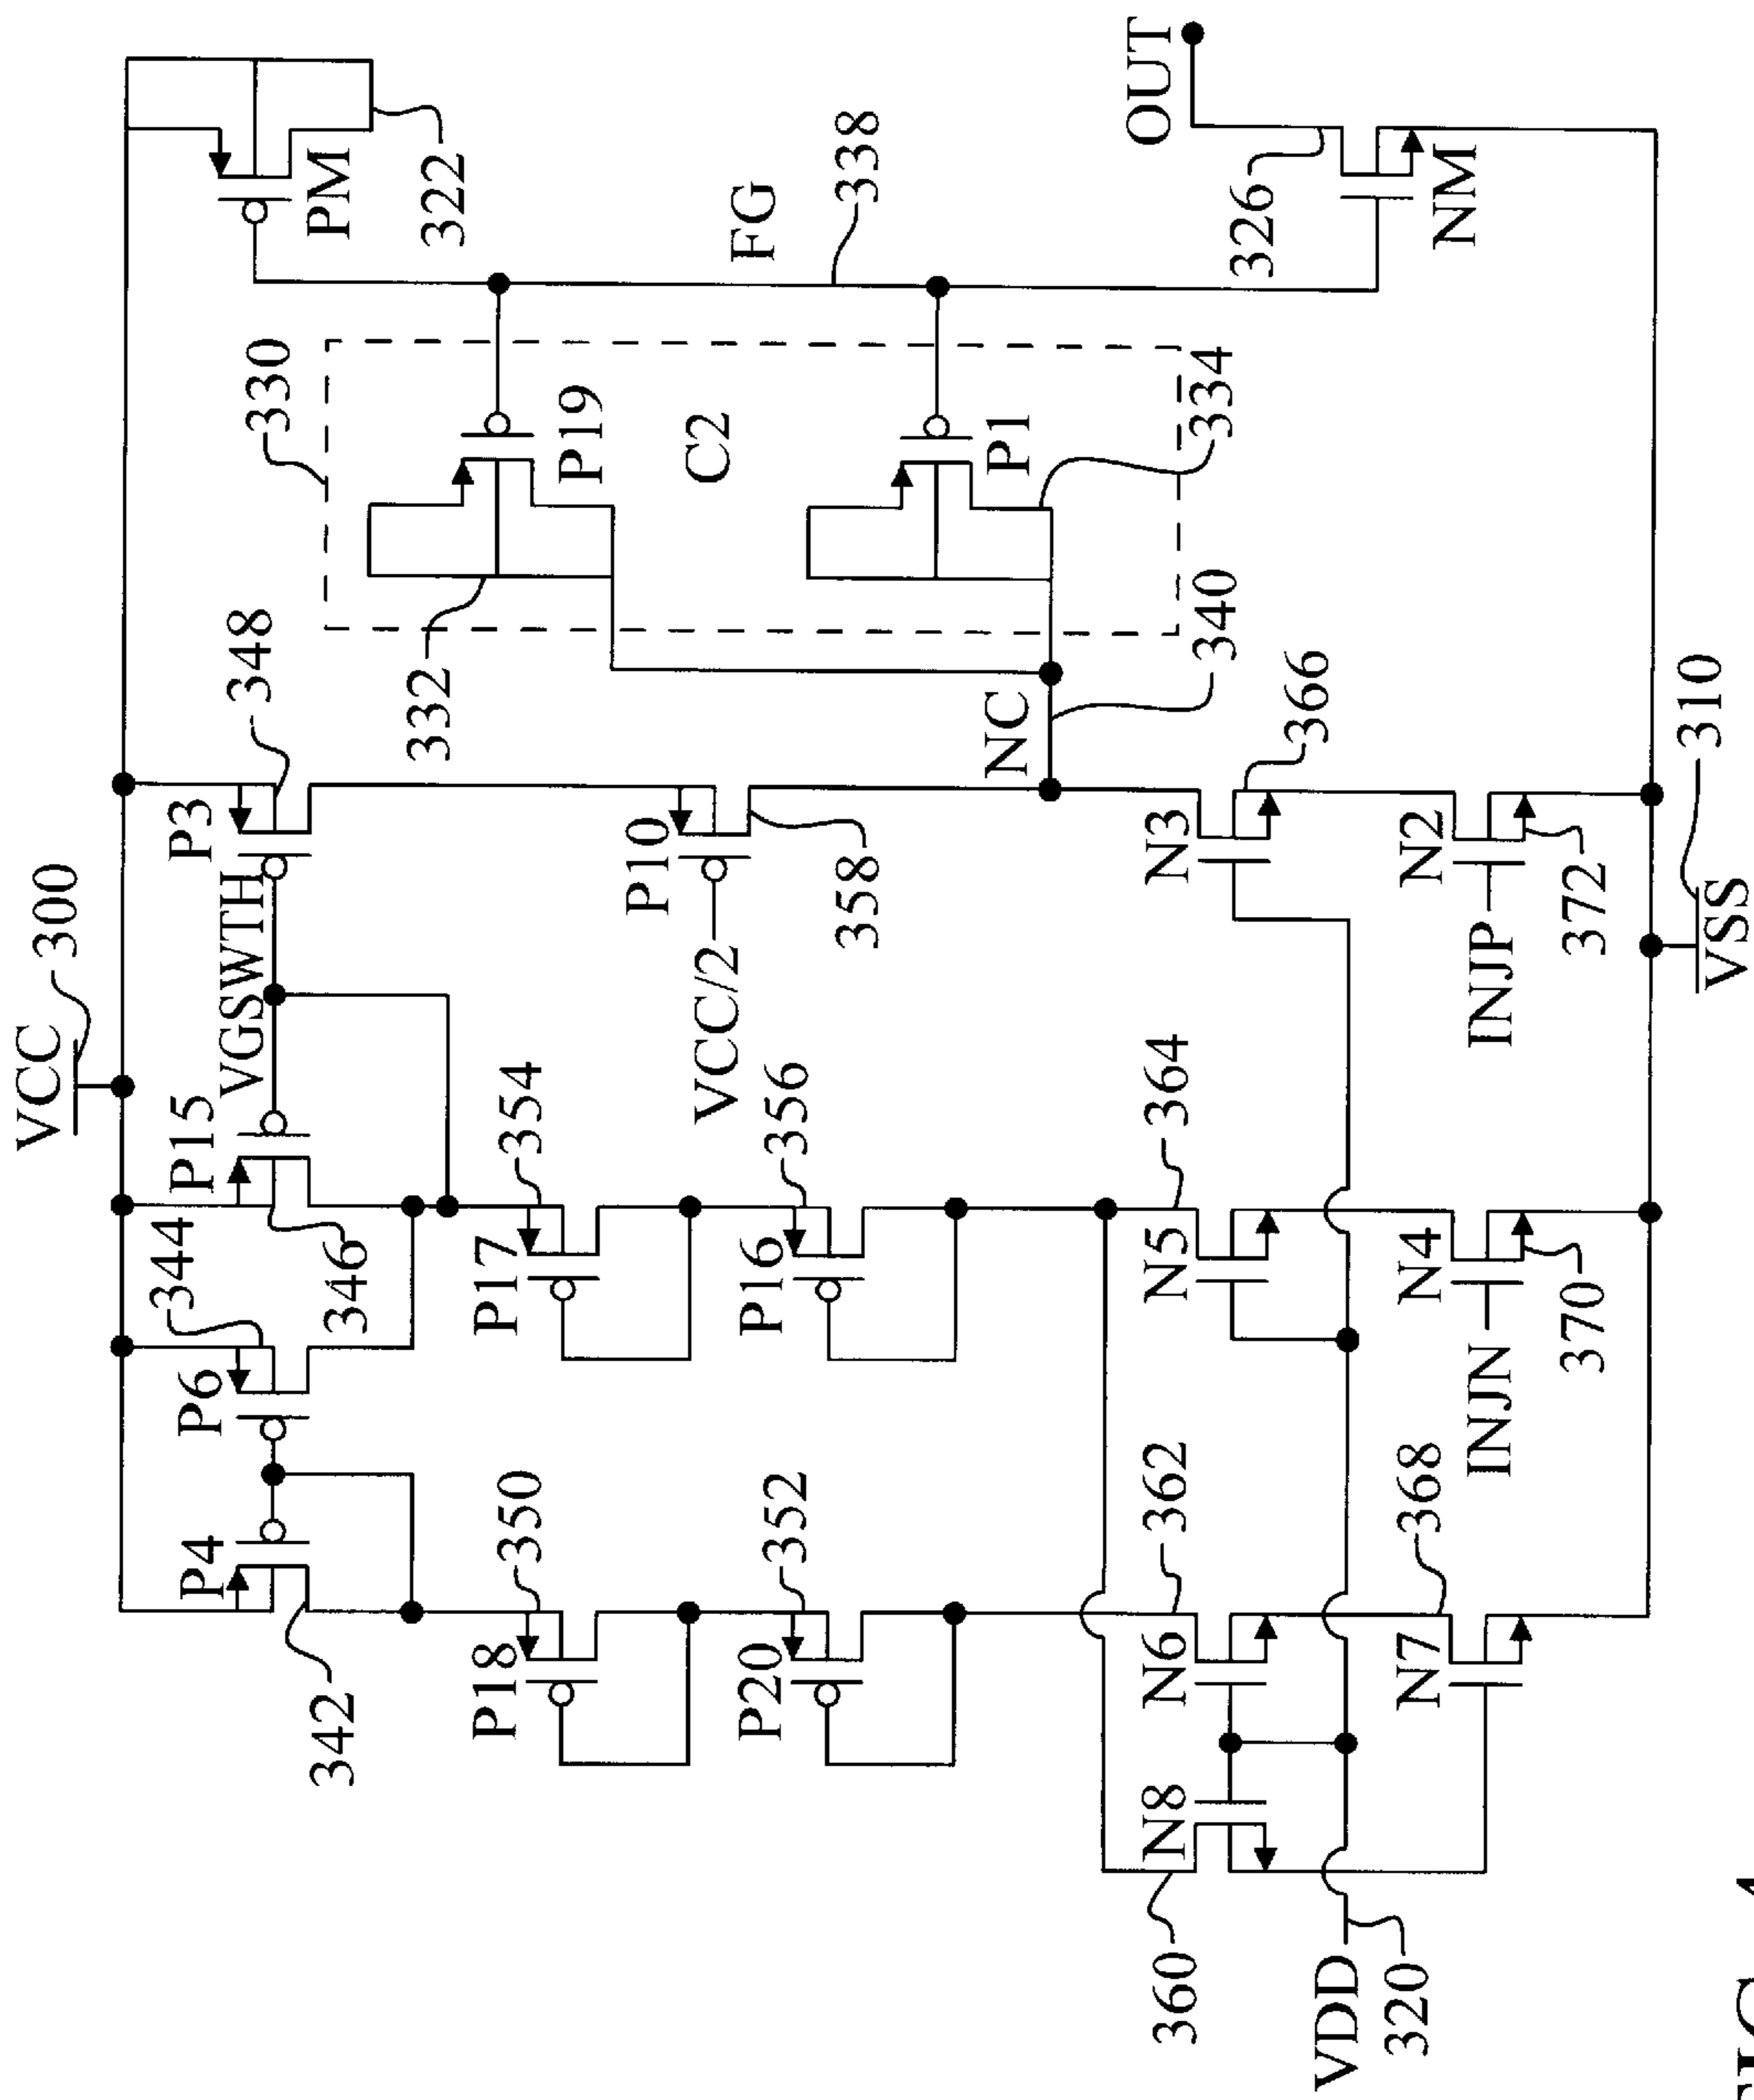 VCC
300
P4
342
P6
344
P15
346
VGSWTH
P3
348
PM
322
P18
350
P17
354
P20
352
P16
356
VCC/2
P10
358
332
330
P19
C2
P1
334
FG
338
NC
340
OUT
326
NM
360
N8
N6
362
N5
364
N3
366
VDD
320
N7
368
INJN
N4
370
INJP
N2
372
VSS
310